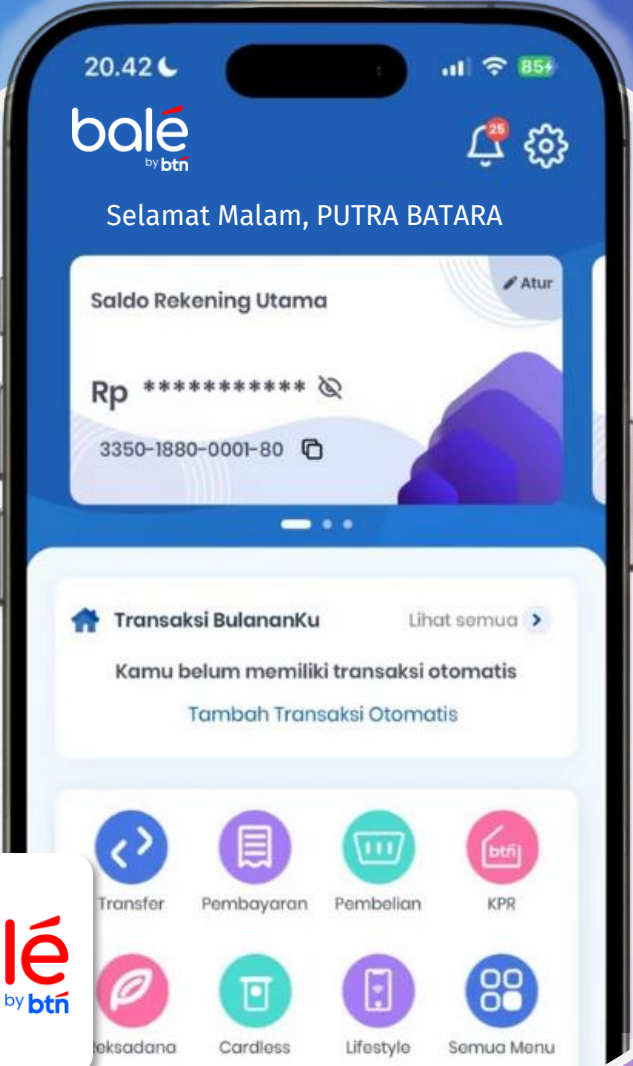 20.42
85
balé
by btn
25
Selamat Malam, PUTRA BATARA
Saldo Rekening Utama
Atur
Rp ***********
3350-1880-0001-80
Transaksi BulananKu
Lihat semua
Kamu belum memiliki transaksi otomatis
Tambah Transaksi Otomatis
btn
Transfer
Pembayaran
Pembelian
KPR
lé
by btn
eksadana
Cardless
Lifestyle
Semua Menu